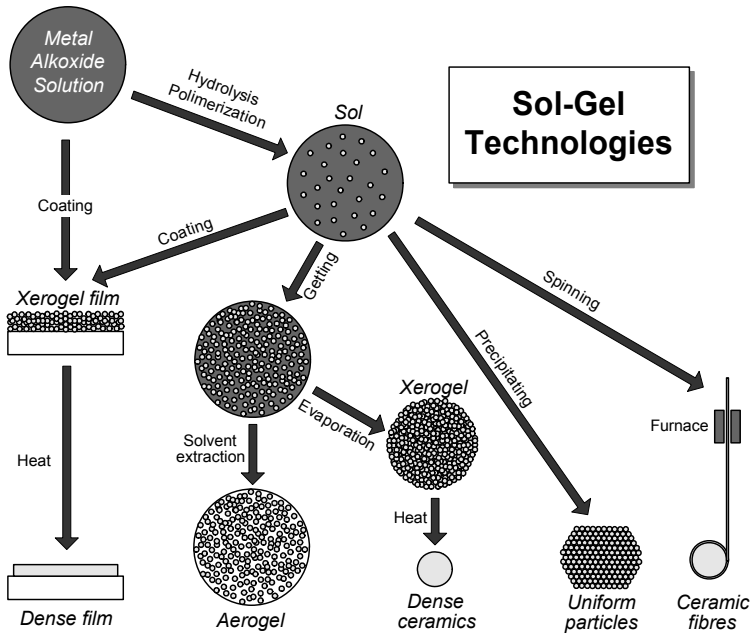 Metal
Alkoxide
Solution
Hydrolysis
Polimerization
Sol
Sol-Gel
Technologies
Coating
Coating
Getting
Spinning
Precipitating
Xerogel film
Xerogel
Evaporation
Solvent
extraction
Furnace
Heat
Heat
Dense film
Aerogel
Dense
ceramics
Uniform
particles
Ceramic
fibres